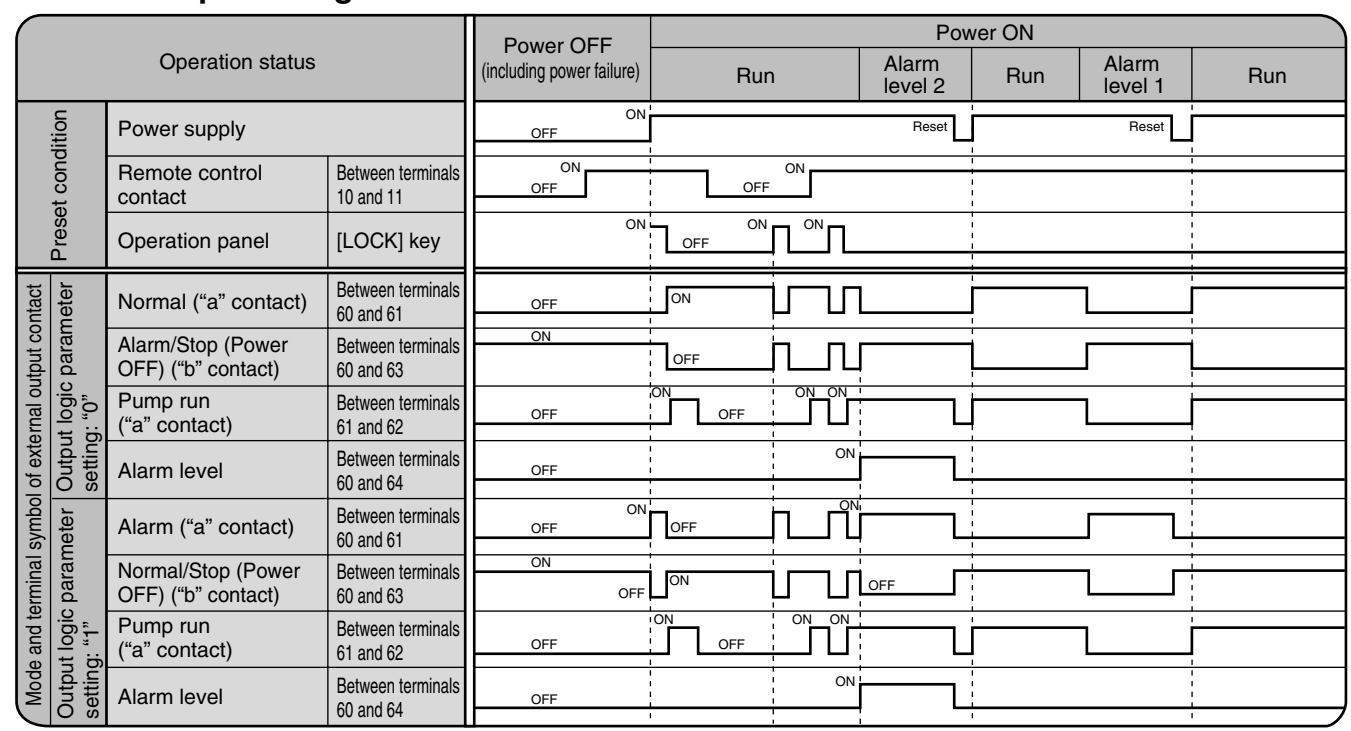 Operation status
Power OFF
(including power failure)
Power ON
Run
Alarm
level 2
Run
Alarm
level 1
Run
Preset condition
Power supply
OFF
ON
Reset
Reset
Remote control
contact
Between terminals
10 and 11
OFF
ON
OFF
ON
Operation panel
[LOCK] key
ON
OFF
ON
ON
Mode and terminal symbol of external output contact
Output logic parameter
setting: “0”
Normal (“a” contact)
Between terminals
60 and 61
OFF
ON
Alarm/Stop (Power
OFF) (“b” contact)
Between terminals
60 and 63
ON
OFF
Pump run
(“a” contact)
Between terminals
61 and 62
OFF
ON
OFF
ON
ON
Alarm level
Between terminals
60 and 64
OFF
ON
Output logic parameter
setting: “1”
Alarm (“a” contact)
Between terminals
60 and 61
OFF
ON
OFF
ON
Normal/Stop (Power
OFF) (“b” contact)
Between terminals
60 and 63
ON
OFF
ON
OFF
Pump run
(“a” contact)
Between terminals
61 and 62
OFF
ON
OFF
ON
ON
Alarm level
Between terminals
60 and 64
OFF
ON